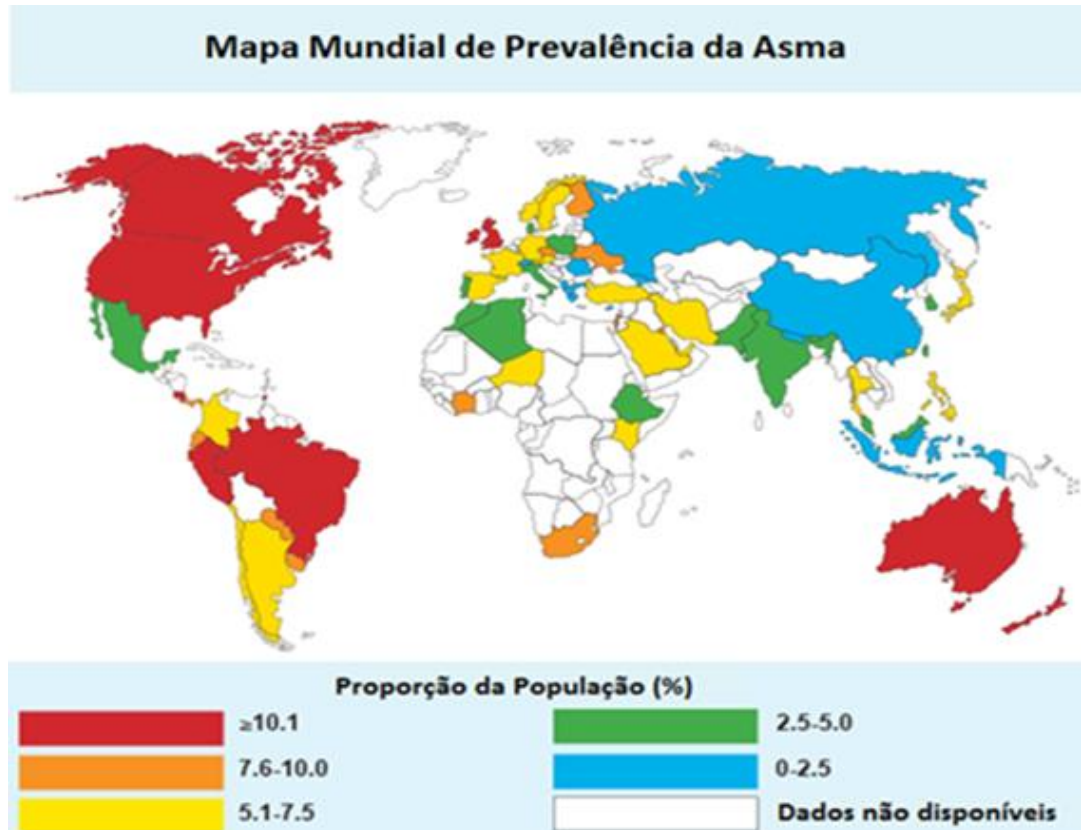 Mapa Mundial de Prevalência da Asma
Proporção da População (%)
≥10.1
7.6-10.0
5.1-7.5
2.5-5.0
0-2.5
Dados não disponíveis